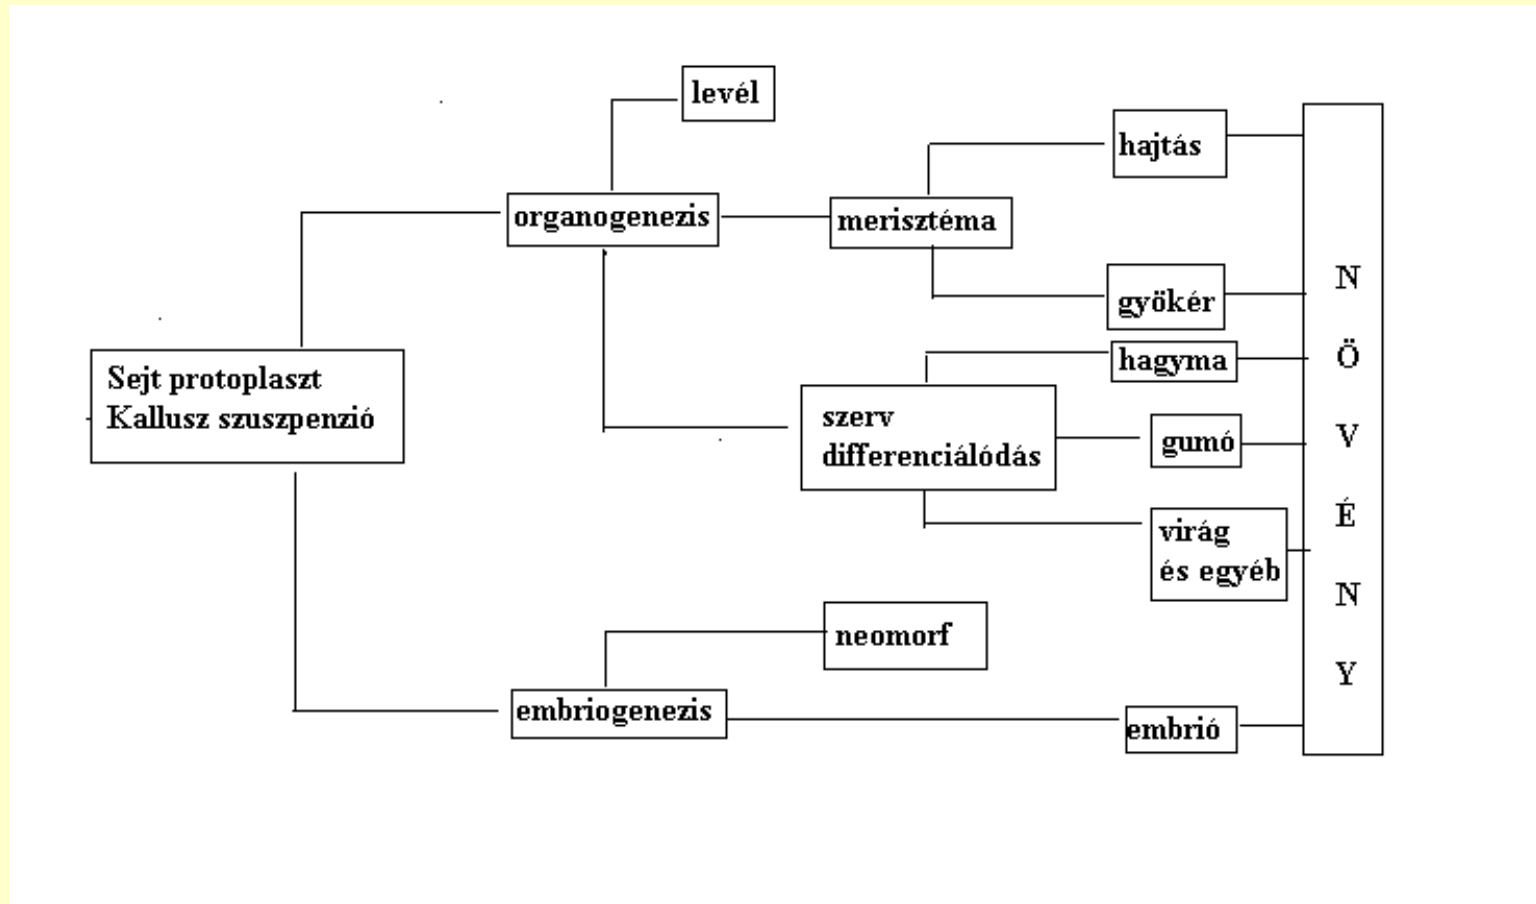 levél
hajtás
organogenezis
merisztéma
gyökér
hagyma
Sejt protoplaszt
Kallusz szuszpenzió
szerv
differenciálódás
gumó
virág
és egyéb
neomorf
embriogenezis
embrió
N
Ö
V
É
N
Y